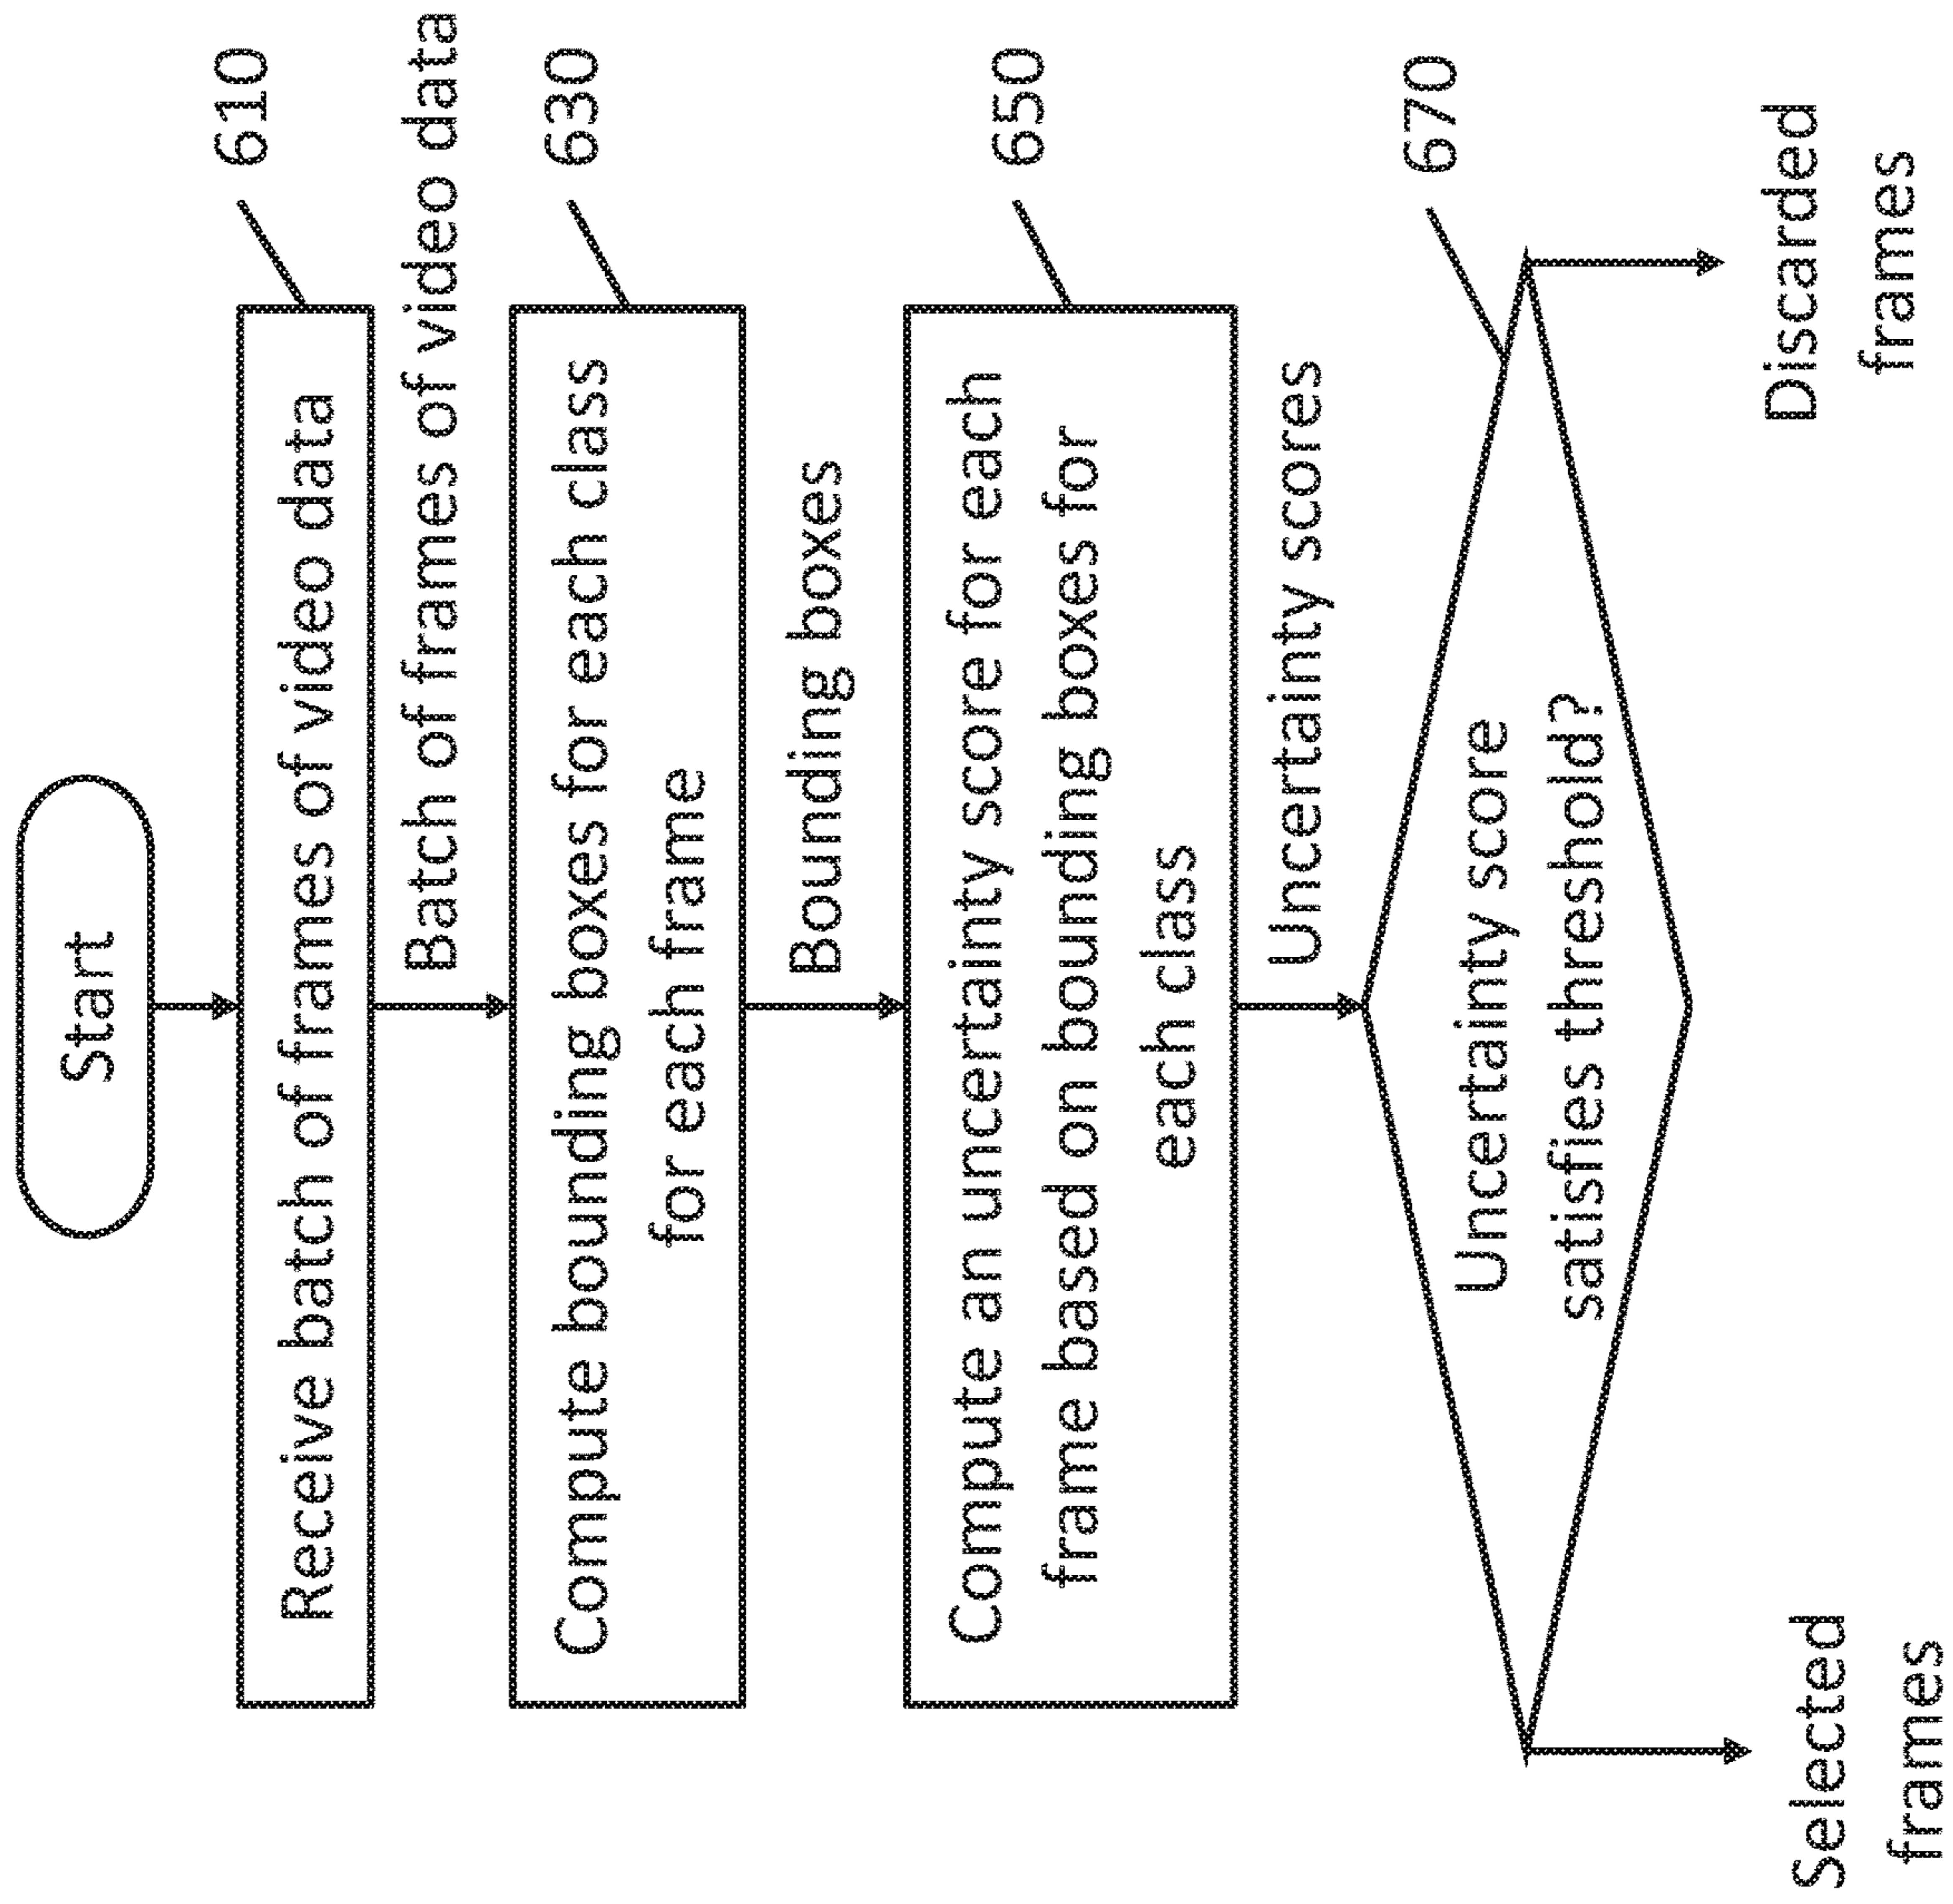 Start
610
Receive batch of frames of video data
Batch of frames of video data
630
Compute bounding boxes for each class
for each frame
Bounding boxes
650
Compute an uncertainty score for each
frame based on bounding boxes for
each class
Uncertainty scores
670
Uncertainty score
satisfies threshold?
Selected
frames
Discarded
frames